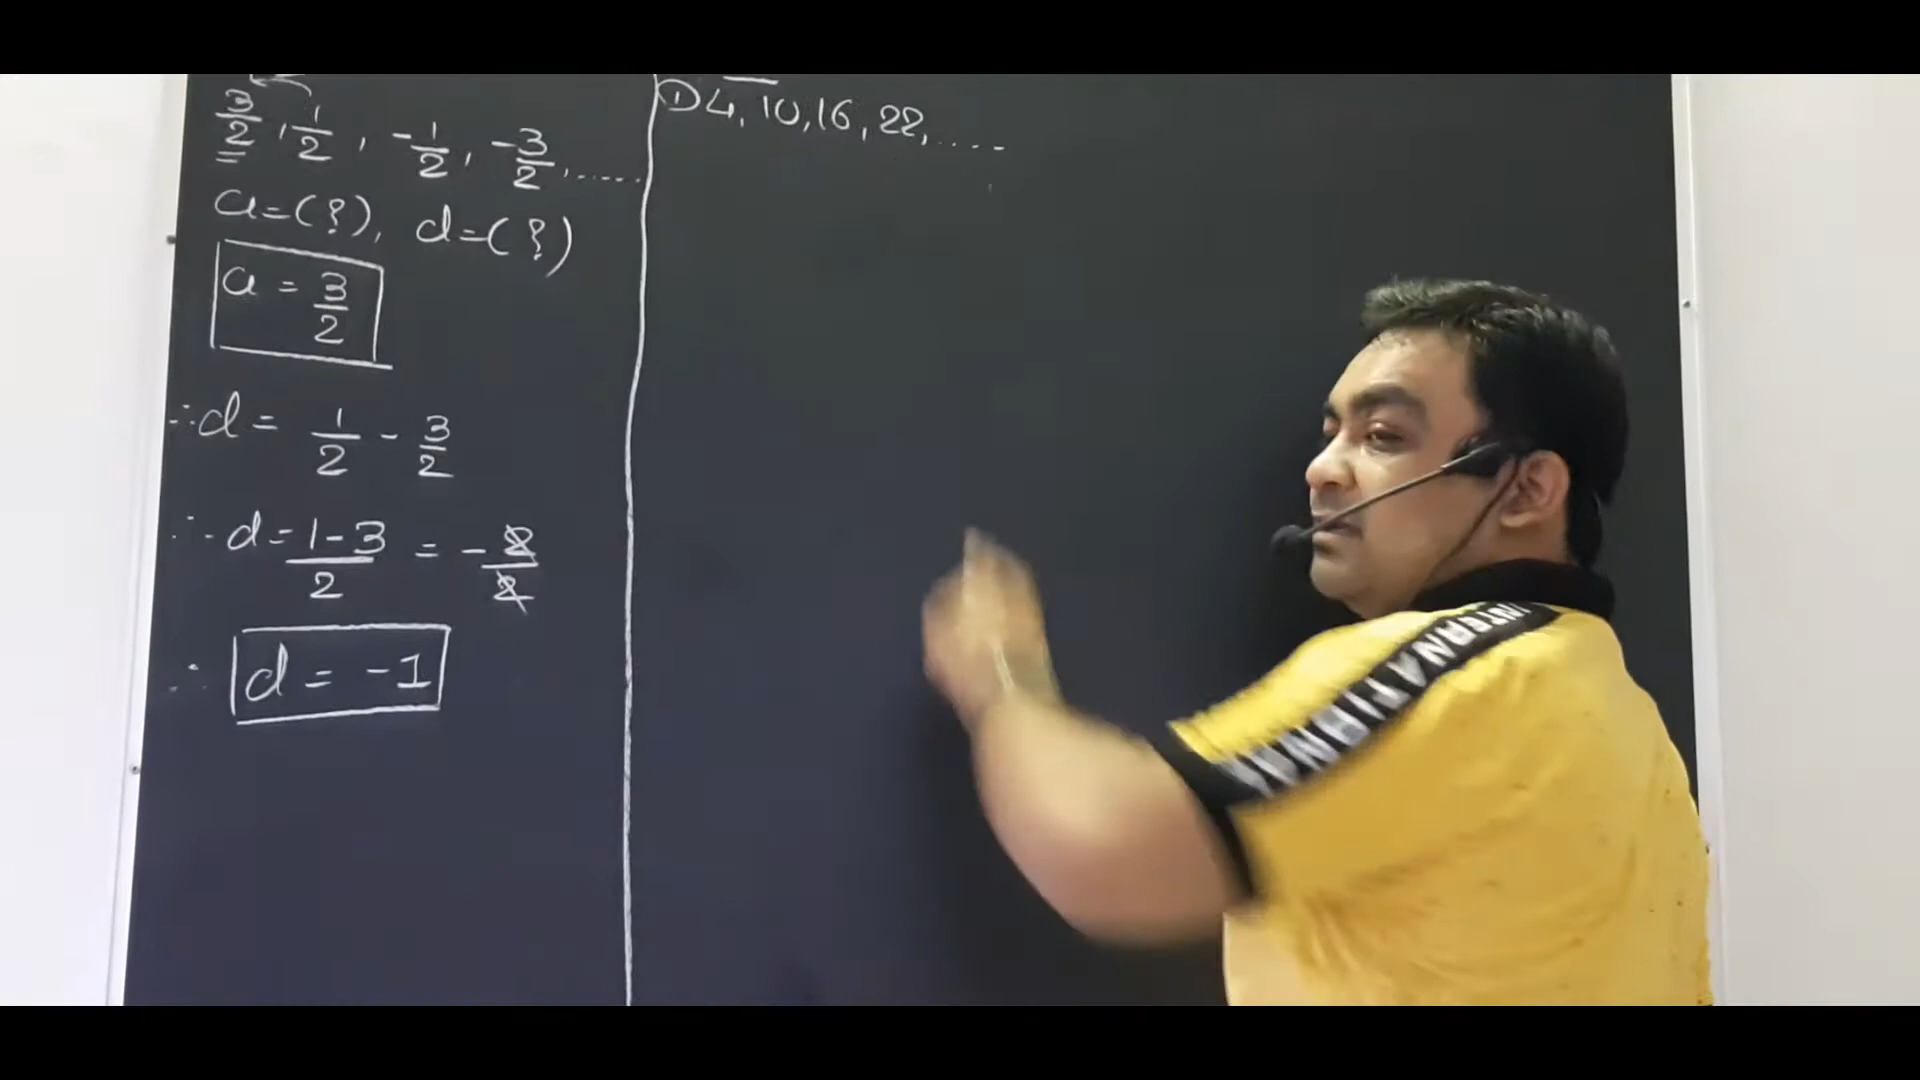 3/2, 1/2, -1/2, -3/2, .....
a=(?), d=(?)
a = 3/2
∴ d = 1/2 - 3/2
∴ d = 1-3/2 = -2/2
∴ d = -1
① 4, 10, 16, 22, ....